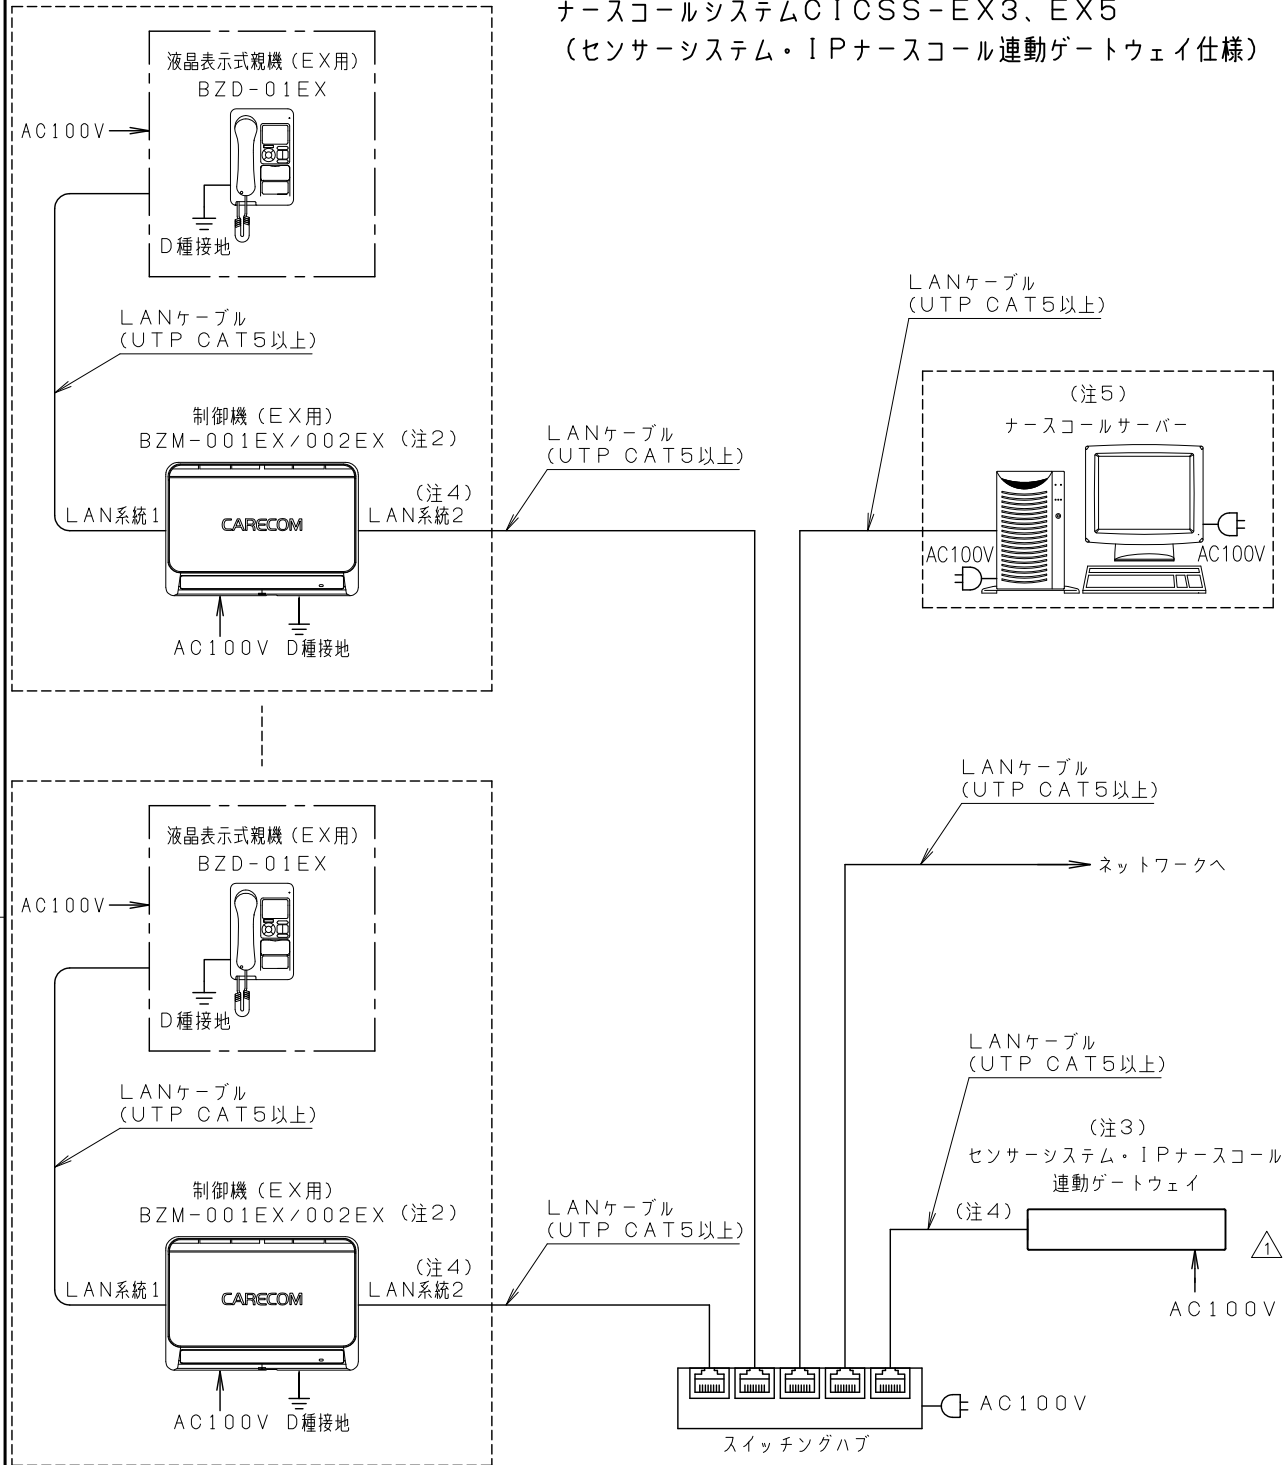 ナースコールシステムCICSS-EX3、EX5
(センサーシステム・IPナースコール連動ゲートウェイ仕様)
液晶表示式親機(EX用)
BZD-01EX
AC100V
D種接地
LANケーブル
(UTP CAT5以上)
制御機(EX用)
BZM-001EX/002EX (注2)
LAN系統1
CARECOM
(注4)
LAN系統2
AC100V
D種接地
LANケーブル
(UTP CAT5以上)
LANケーブル
(UTP CAT5以上)
(注5)
ナースコールサーバー
AC100V
AC100V
液晶表示式親機(EX用)
BZD-01EX
AC100V
D種接地
LANケーブル
(UTP CAT5以上)
制御機(EX用)
BZM-001EX/002EX (注2)
LAN系統1
CARECOM
(注4)
LAN系統2
AC100V
D種接地
LANケーブル
(UTP CAT5以上)
LANケーブル
(UTP CAT5以上)
ネットワークへ
LANケーブル
(UTP CAT5以上)
(注3)
センサーシステム・IPナースコール
連動ゲートウェイ
(注4)
1
AC100V
AC100V
スイッチングハブ